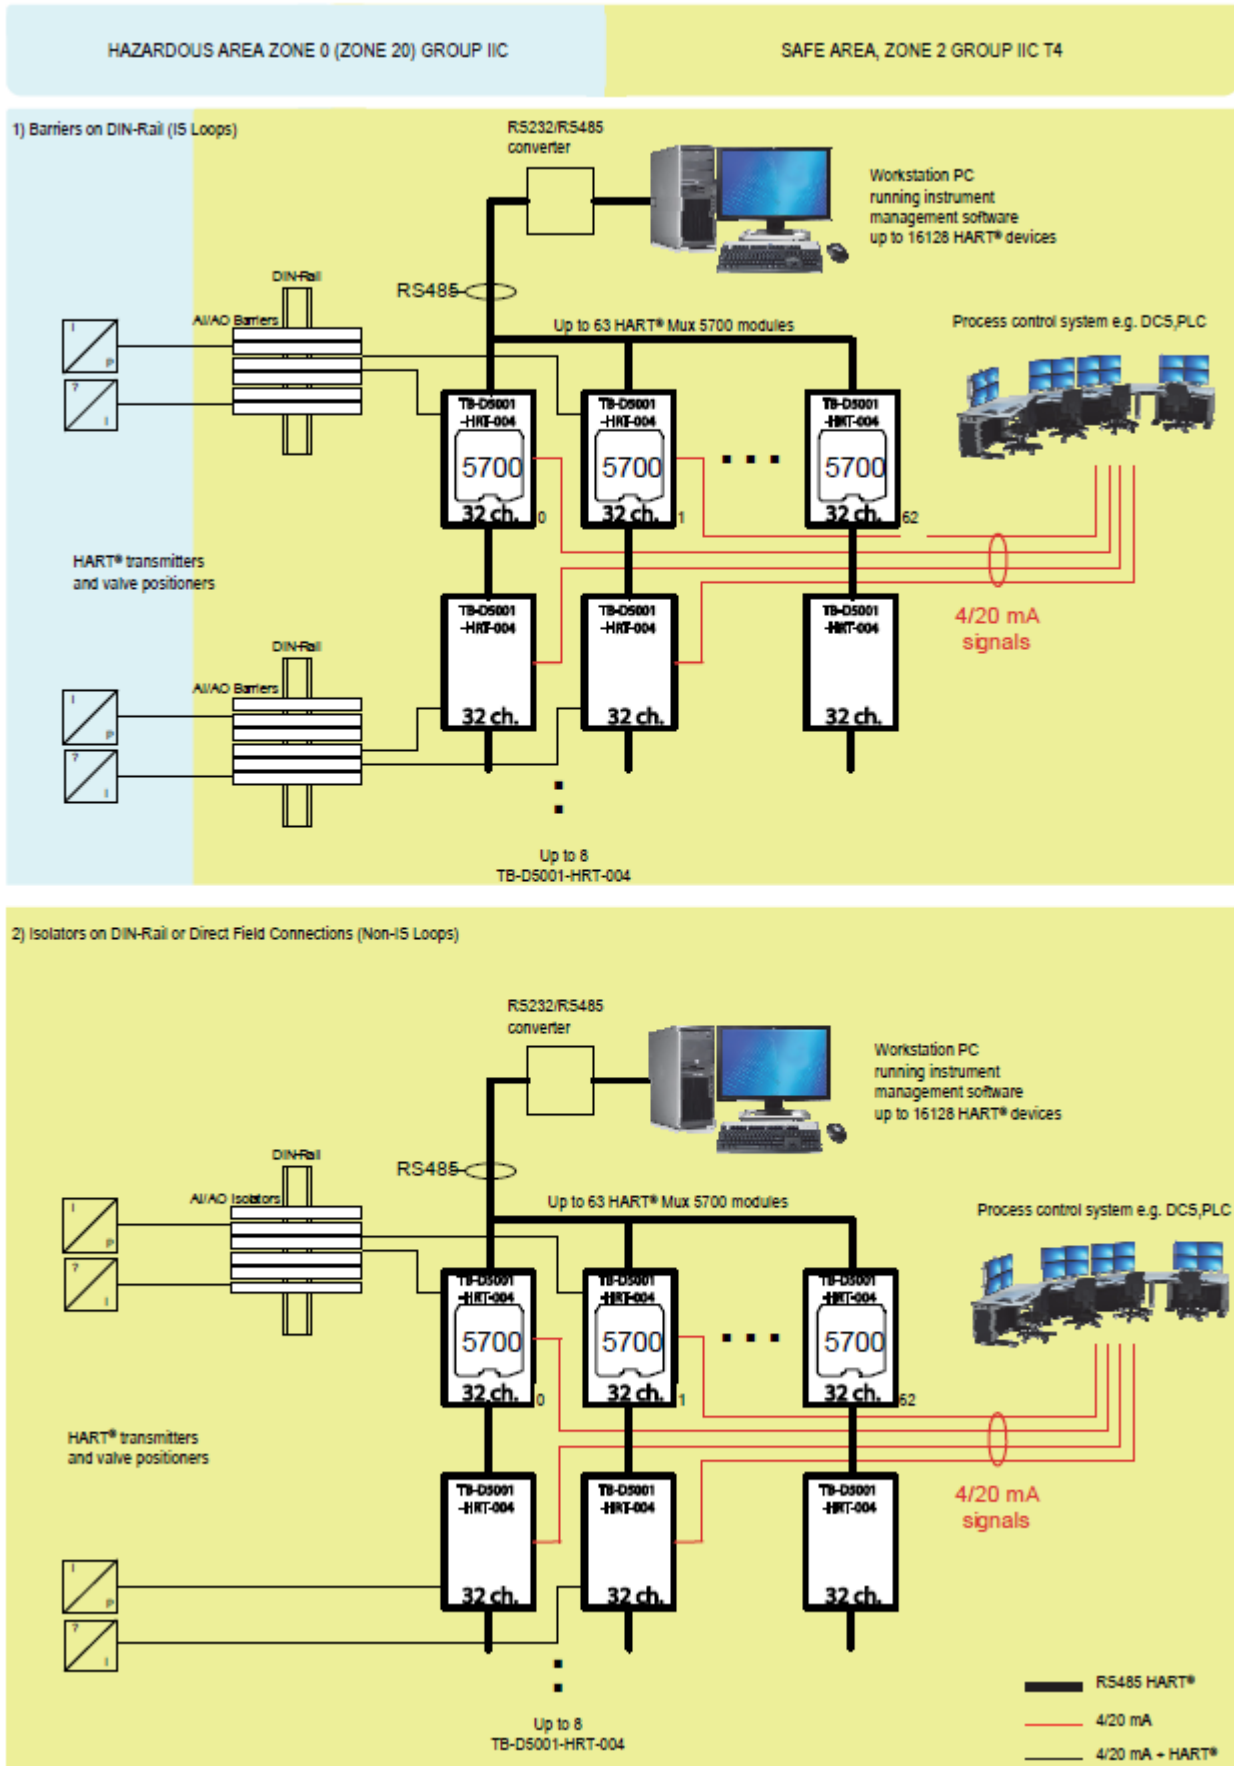 HAZARDOUS AREA ZONE 0 (ZONE 20) GROUP IIC
SAFE AREA, ZONE 2 GROUP IIC T4
1) Barriers on DIN-Rail (IS Loops)
RS232/RS485
converter
Workstation PC
running instrument
management software
up to 16128 HART® devices
DIN-Rail
RS485
AI/AO Barriers
Up to 63 HART® Mux 5700 modules
Process control system e.g. DCS,PLC
I
P
?
I
TB-D5001
-HRT-004
5700
32 ch.
0
TB-D5001
-HRT-004
5700
32 ch.
1
TB-D5001
-HRT-004
5700
32 ch.
62
HART® transmitters
and valve positioners
TB-D5001
-HRT-004
32 ch.
TB-D5001
-HRT-004
32 ch.
TB-D5001
-HRT-004
32 ch.
4/20 mA
signals
DIN-Rail
AI/AO Barriers
I
P
?
I
Up to 8
TB-D5001-HRT-004
2) Isolators on DIN-Rail or Direct Field Connections (Non-IS Loops)
RS232/RS485
converter
Workstation PC
running instrument
management software
up to 16128 HART® devices
DIN-Rail
RS485
AI/AO Isolators
Up to 63 HART® Mux 5700 modules
Process control system e.g. DCS,PLC
I
P
?
I
TB-D5001
-HRT-004
5700
32 ch.
0
TB-D5001
-HRT-004
5700
32 ch.
1
TB-D5001
-HRT-004
5700
32 ch.
62
HART® transmitters
and valve positioners
TB-D5001
-HRT-004
32 ch.
TB-D5001
-HRT-004
32 ch.
TB-D5001
-HRT-004
32 ch.
4/20 mA
signals
I
P
?
I
Up to 8
TB-D5001-HRT-004
RS485 HART®
4/20 mA
4/20 mA + HART®